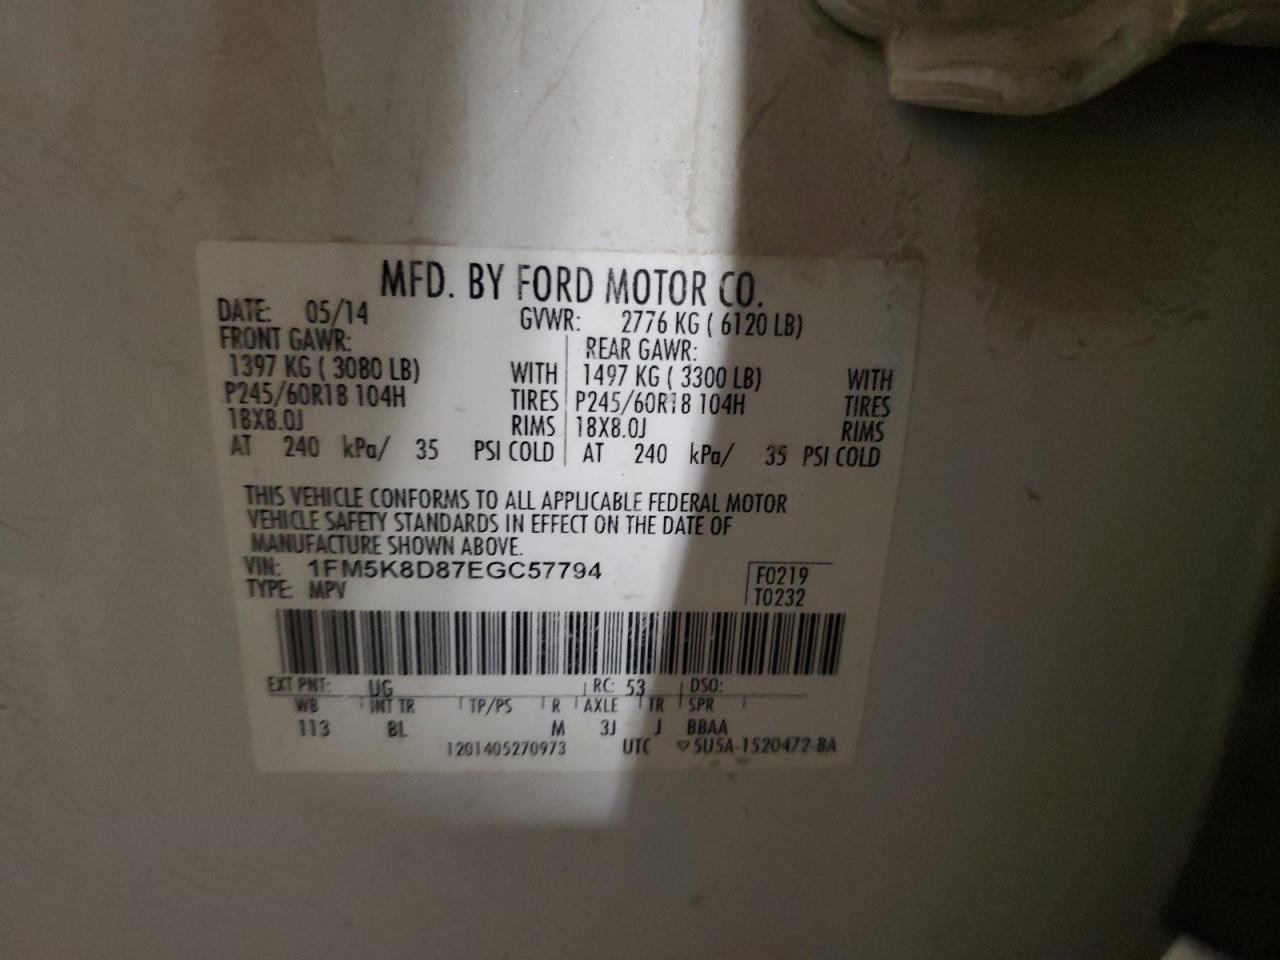 MFD. BY FORD MOTOR CO.
DATE: 05/14 GVWR: 2776 KG ( 6120 LB)
FRONT GAWR: REAR GAWR:
1397 KG ( 3080 LB) WITH 1497 KG ( 3300 LB) WITH
P245/60R18 104H TIRES P245/60R18 104H TIRES
18X8.0J RIMS 18X8.0J RIMS
AT 240 kPa/ 35 PSI COLD AT 240 kPa/ 35 PSI COLD
THIS VEHICLE CONFORMS TO ALL APPLICABLE FEDERAL MOTOR
VEHICLE SAFETY STANDARDS IN EFFECT ON THE DATE OF
MANUFACTURE SHOWN ABOVE.
VIN: 1FM5K8D87EGC57794 F0219
TYPE: MPV T0232
EXT PNT: UG RC: 53 DSO:
WB INT TR TP/PS R AXLE TR SPR
113 8L M 3J J BBAA
1201405270973 UTC ▽5U5A-1520472-BA